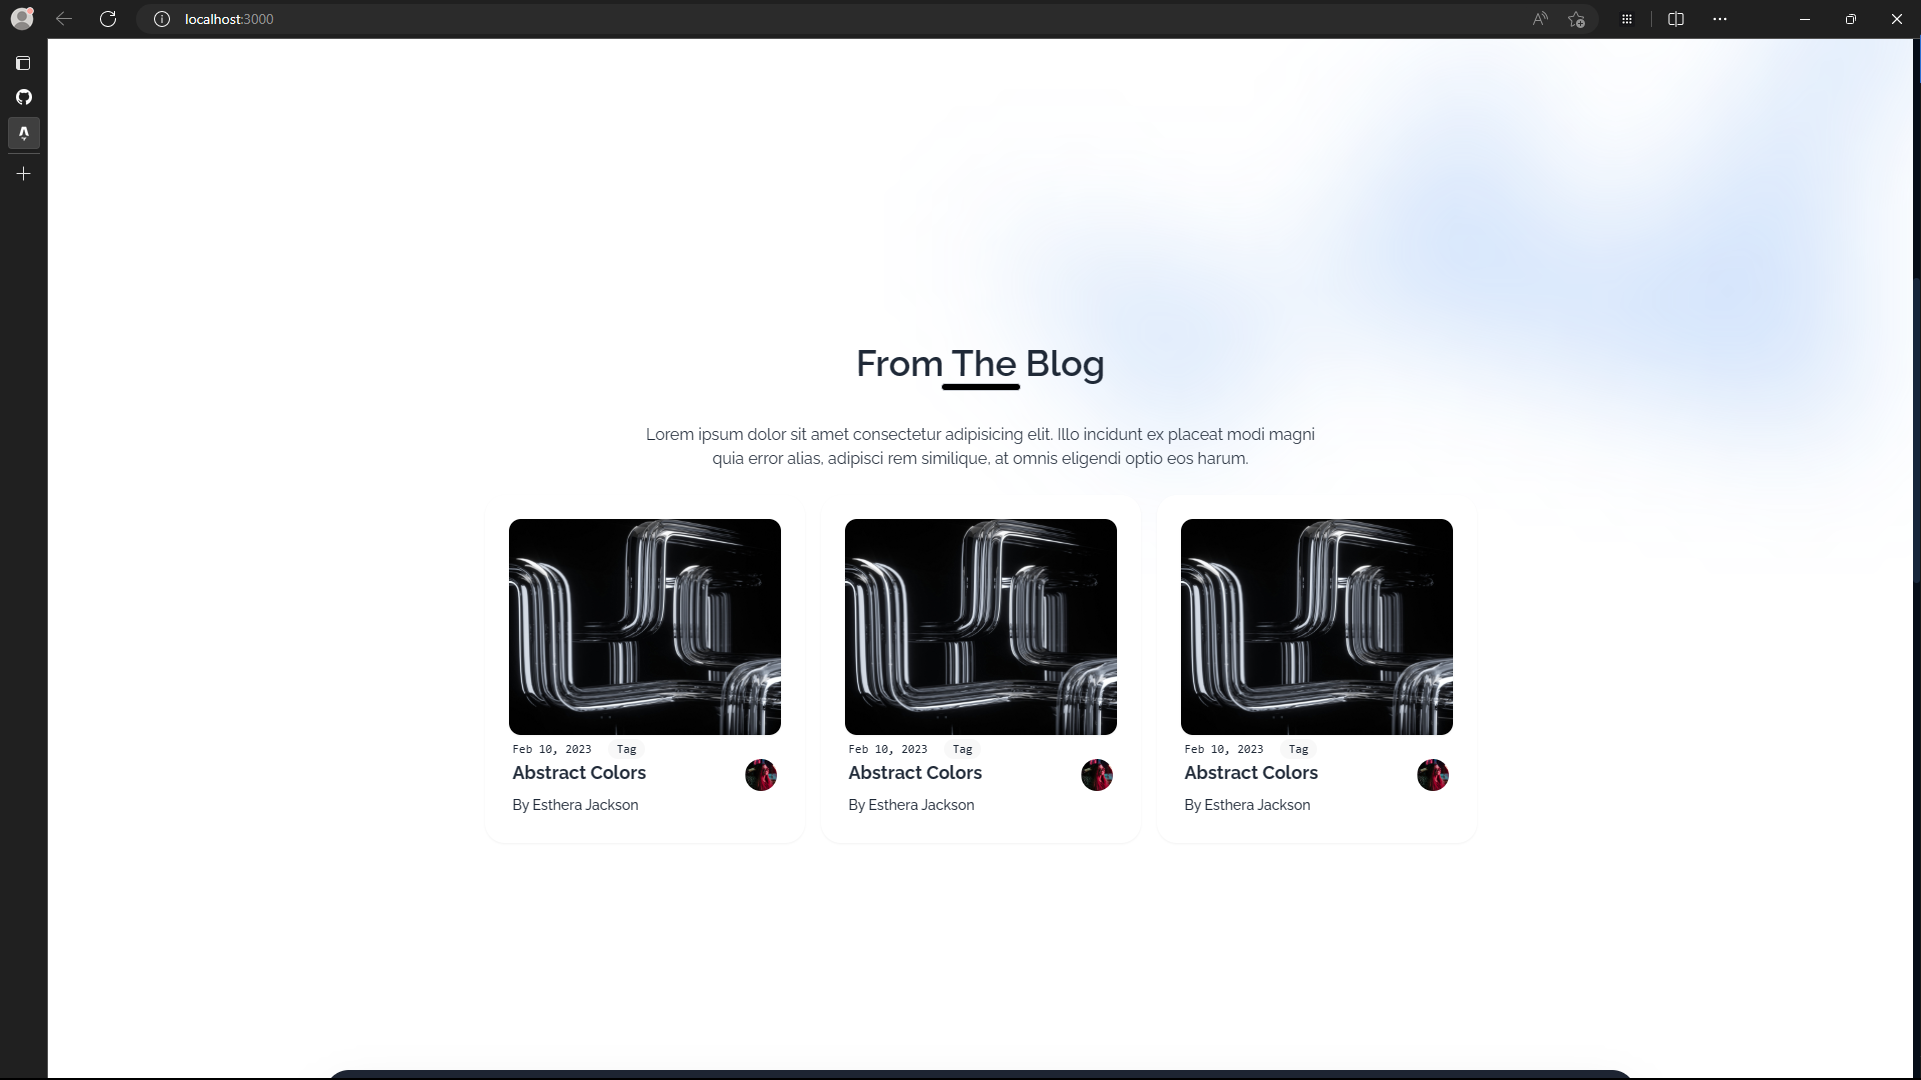 localhost:3000
From The Blog
Lorem ipsum dolor sit amet consectetur adipisicing elit. Illo incidunt ex placeat modi magni
quia error alias, adipisci rem similique, at omnis eligendi optio eos harum.
Feb 10, 2023 Tag
Abstract Colors
By Esthera Jackson
Feb 10, 2023 Tag
Abstract Colors
By Esthera Jackson
Feb 10, 2023 Tag
Abstract Colors
By Esthera Jackson